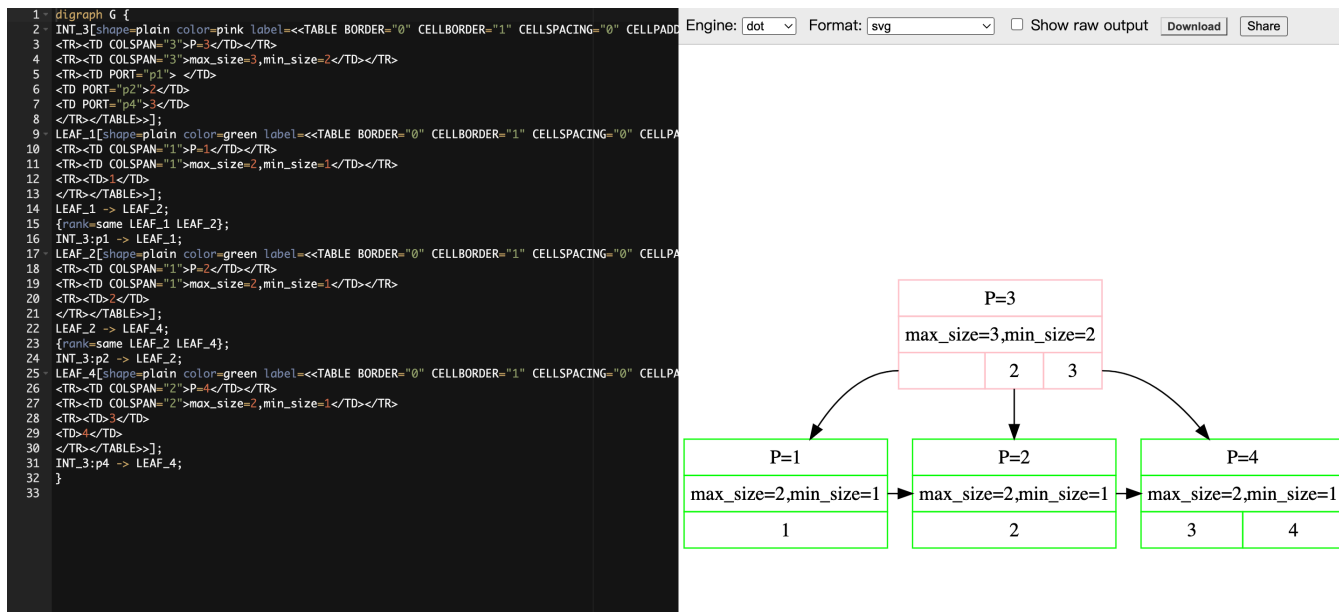 1 digraph G {
2 INT_3[shape=plain color=pink label=<<TABLE BORDER="0" CELLBORDER="1" CELLSPACING="0" CELLPADD
3 <TR><TD COLSPAN="3">P=3</TD></TR>
4 <TR><TD COLSPAN="3">max_size=3,min_size=2</TD></TR>
5 <TR><TD PORT="p1"> </TD>
6 <TD PORT="p2">2</TD>
7 <TD PORT="p4">3</TD>
8 </TR></TABLE>>];
9 LEAF_1[shape=plain color=green label=<<TABLE BORDER="0" CELLBORDER="1" CELLSPACING="0" CELLPA
10 <TR><TD COLSPAN="1">P=1</TD></TR>
11 <TR><TD COLSPAN="1">max_size=2,min_size=1</TD></TR>
12 <TR><TD>1</TD>
13 </TR></TABLE>>];
14 LEAF_1 -> LEAF_2;
15 {rank=same LEAF_1 LEAF_2};
16 INT_3:p1 -> LEAF_1;
17 LEAF_2[shape=plain color=green label=<<TABLE BORDER="0" CELLBORDER="1" CELLSPACING="0" CELLPA
18 <TR><TD COLSPAN="1">P=2</TD></TR>
19 <TR><TD COLSPAN="1">max_size=2,min_size=1</TD></TR>
20 <TR><TD>2</TD>
21 </TR></TABLE>>];
22 LEAF_2 -> LEAF_4;
23 {rank=same LEAF_2 LEAF_4};
24 INT_3:p2 -> LEAF_2;
25 LEAF_4[shape=plain color=green label=<<TABLE BORDER="0" CELLBORDER="1" CELLSPACING="0" CELLPA
26 <TR><TD COLSPAN="2">P=4</TD></TR>
27 <TR><TD COLSPAN="2">max_size=2,min_size=1</TD></TR>
28 <TR><TD>3</TD>
29 <TD>4</TD>
30 </TR></TABLE>>];
31 INT_3:p4 -> LEAF_4;
32 }
33
Engine: dot Format: svg Show raw output Download Share
P=3
max_size=3,min_size=2
2 3
P=1 P=2 P=4
max_size=2,min_size=1 max_size=2,min_size=1 max_size=2,min_size=1
1 2 3 4